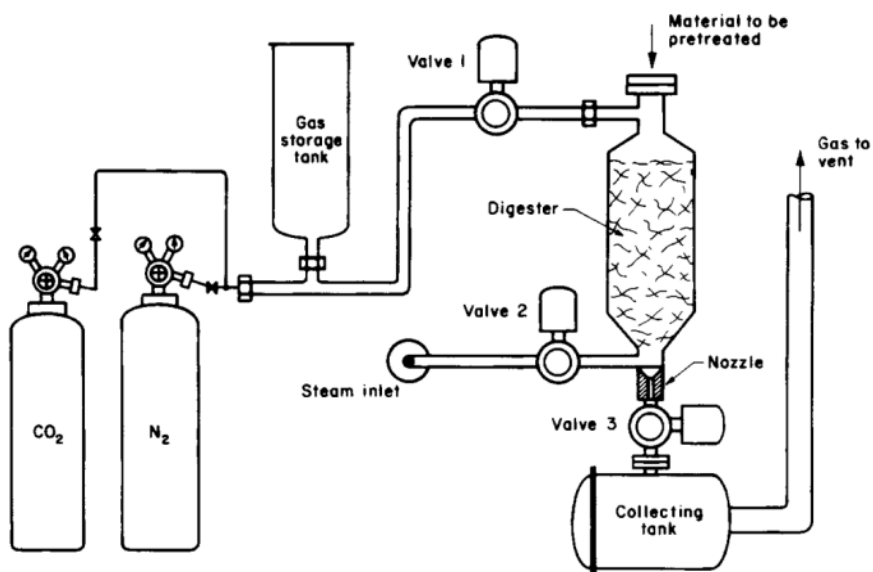 Material to be
pretreated
Valve 1
Gas
storage
tank
Gas to
vent
Digester
Valve 2
Nozzle
Steam inlet
Valve 3
CO₂
N₂
Collecting
tank